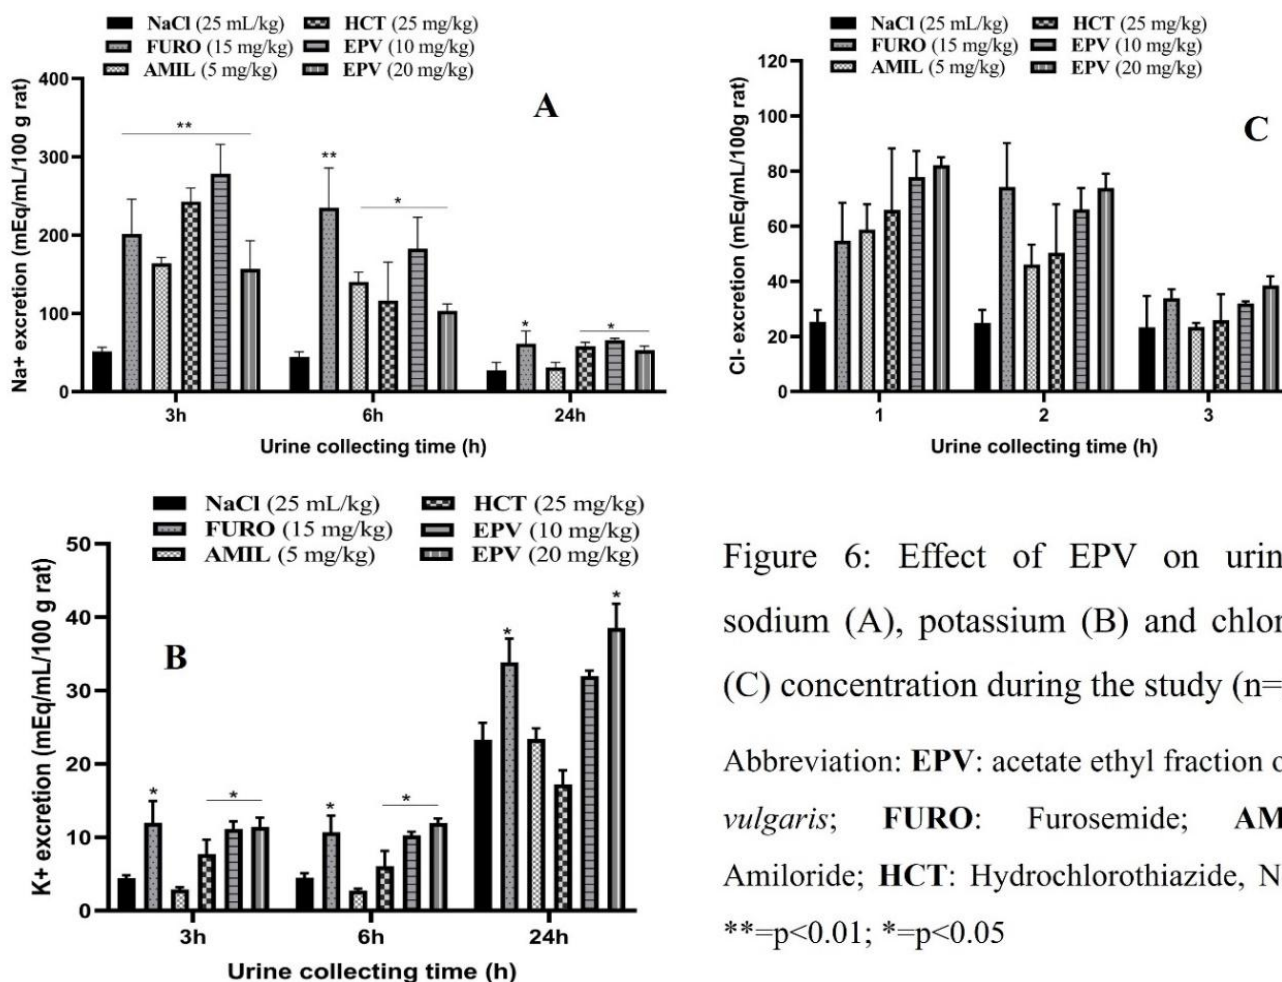 NaCl (25 mL/kg) HCT (25 mg/kg)
FURO (15 mg/kg) EPV (10 mg/kg)
AMIL (5 mg/kg) EPV (20 mg/kg)
A
Na+ excretion (mEq/mL/100 g rat)
400
300
200
100
0
** ** * * *
3h 6h 24h
Urine collecting time (h)
NaCl (25 mL/kg) HCT (25 mg/kg)
FURO (15 mg/kg) EPV (10 mg/kg)
AMIL (5 mg/kg) EPV (20 mg/kg)
C
Cl- excretion (mEq/mL/100g rat)
120
100
80
60
40
20
0
1 2 3
Urine collecting time (h)
NaCl (25 mL/kg) HCT (25 mg/kg)
FURO (15 mg/kg) EPV (10 mg/kg)
AMIL (5 mg/kg) EPV (20 mg/kg)
B
K+ excretion (mEq/mL/100 g rat)
50
40
30
20
10
0
* * * * * *
3h 6h 24h
Urine collecting time (h)
Figure 6: Effect of EPV on urin
sodium (A), potassium (B) and chlor
(C) concentration during the study (n=
Abbreviation: EPV: acetate ethyl fraction o
vulgaris; FURO: Furosemide; AM
Amiloride; HCT: Hydrochlorothiazide, N
**=p<0.01; *=p<0.05